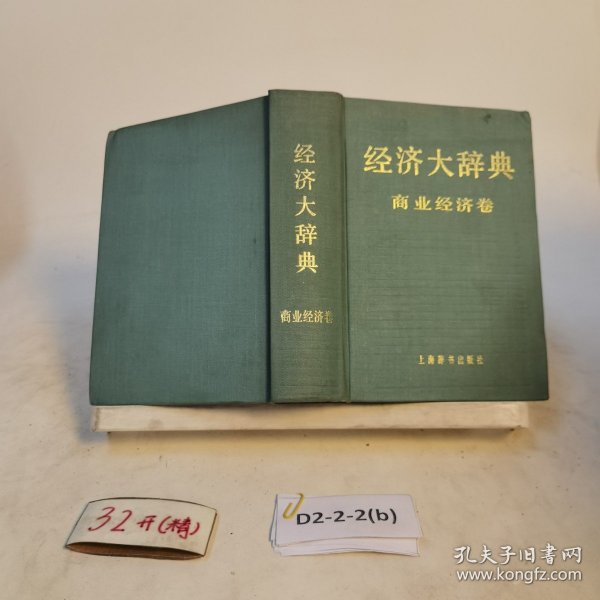 经济大辞典
商业经济卷
经济大辞典
商业经济卷
上海辞书出版社
32开(精)
D2-2-2(b)
孔夫子旧书网
www.kongfz.com